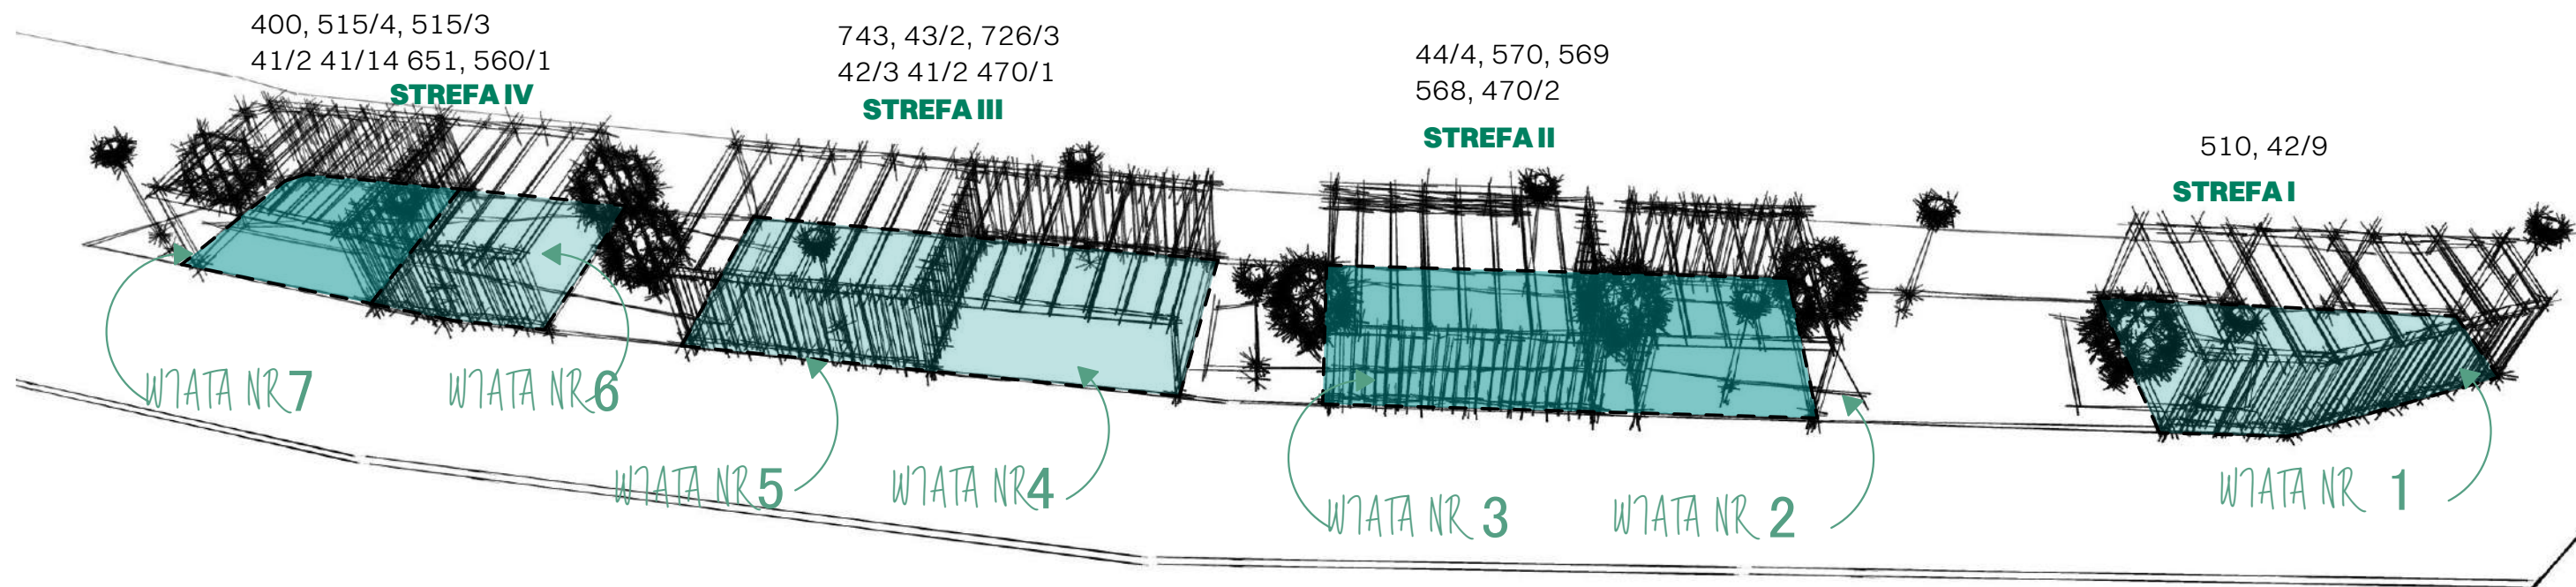 400, 515/4, 515/3
41/2 41/14 651, 560/1
STREFA IV
743, 43/2, 726/3
42/3 41/2 470/1
STREFA III
44/4, 570, 569
568, 470/2
STREFA II
510, 42/9
STREFA I
WIATA NR 7
WIATA NR 6
WIATA NR 5
WIATA NR 4
WIATA NR 3
WIATA NR 2
WIATA NR 1